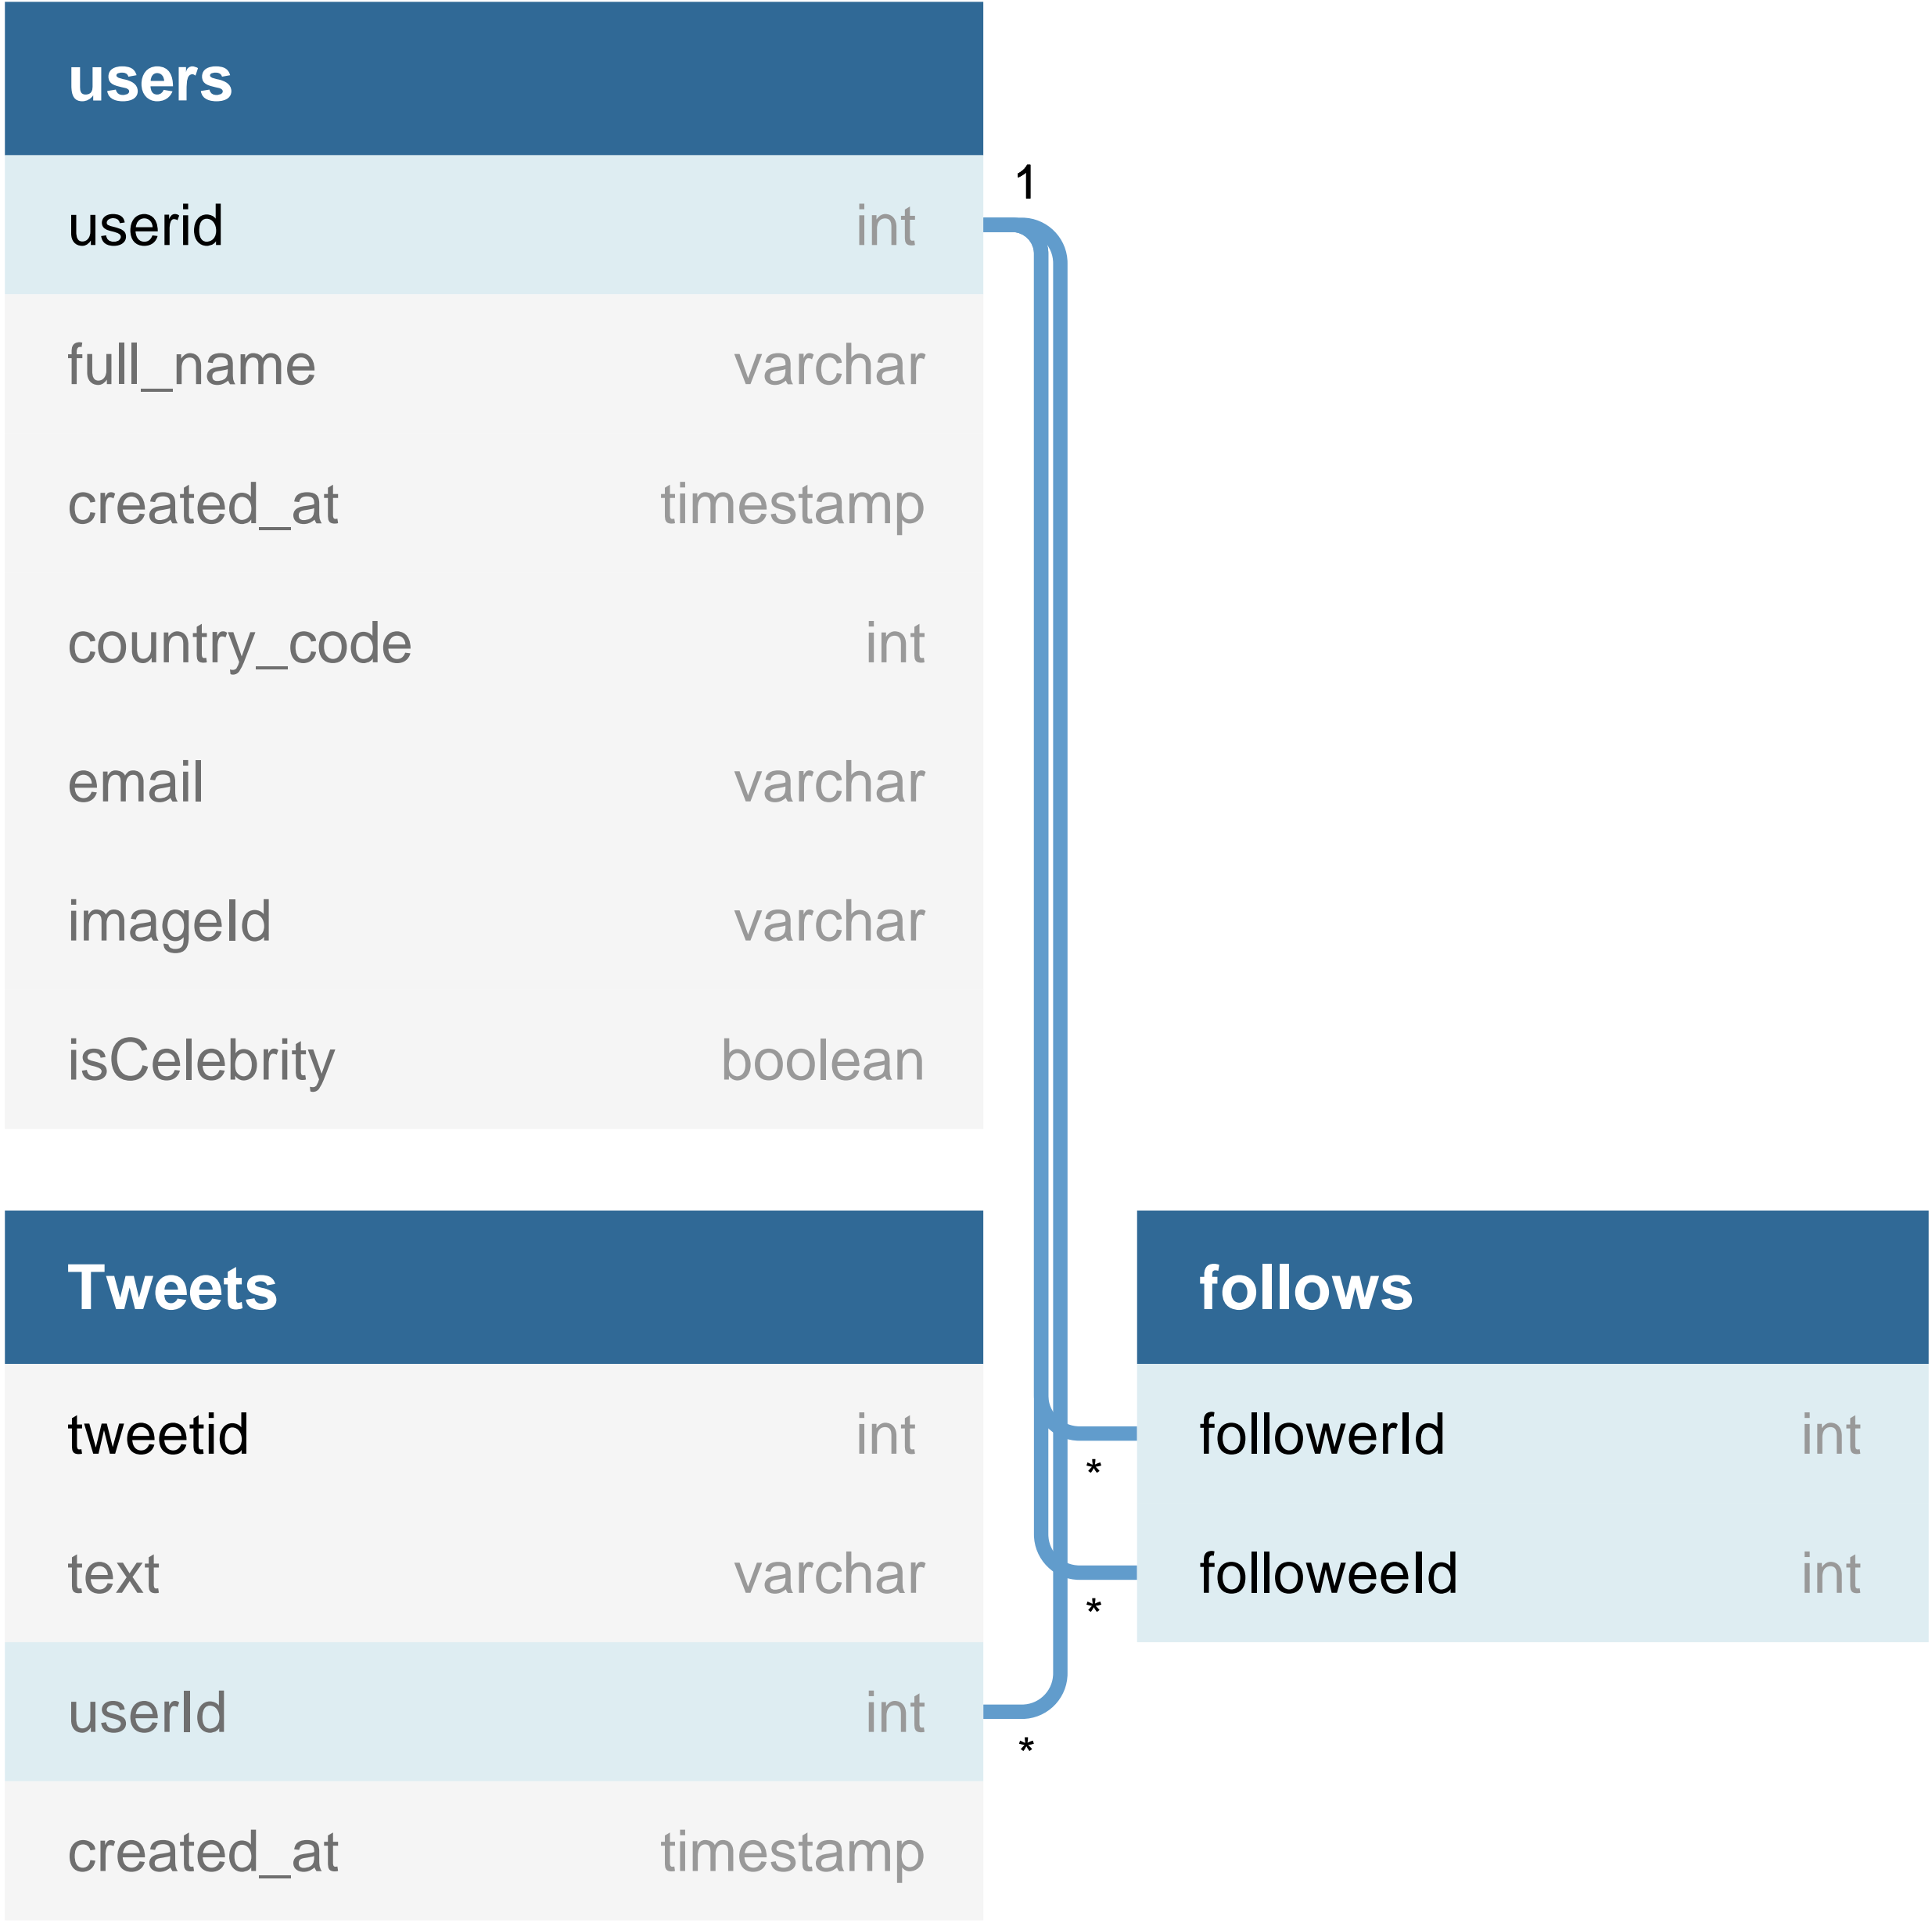 users
1
userid int
full_name varchar
created_at timestamp
country_code int
email varchar
imageId varchar
isCelebrity boolean
Tweets
tweetid int
text varchar
userId int
*
created_at timestamp
follows
followerId int
*
followeeId int
*